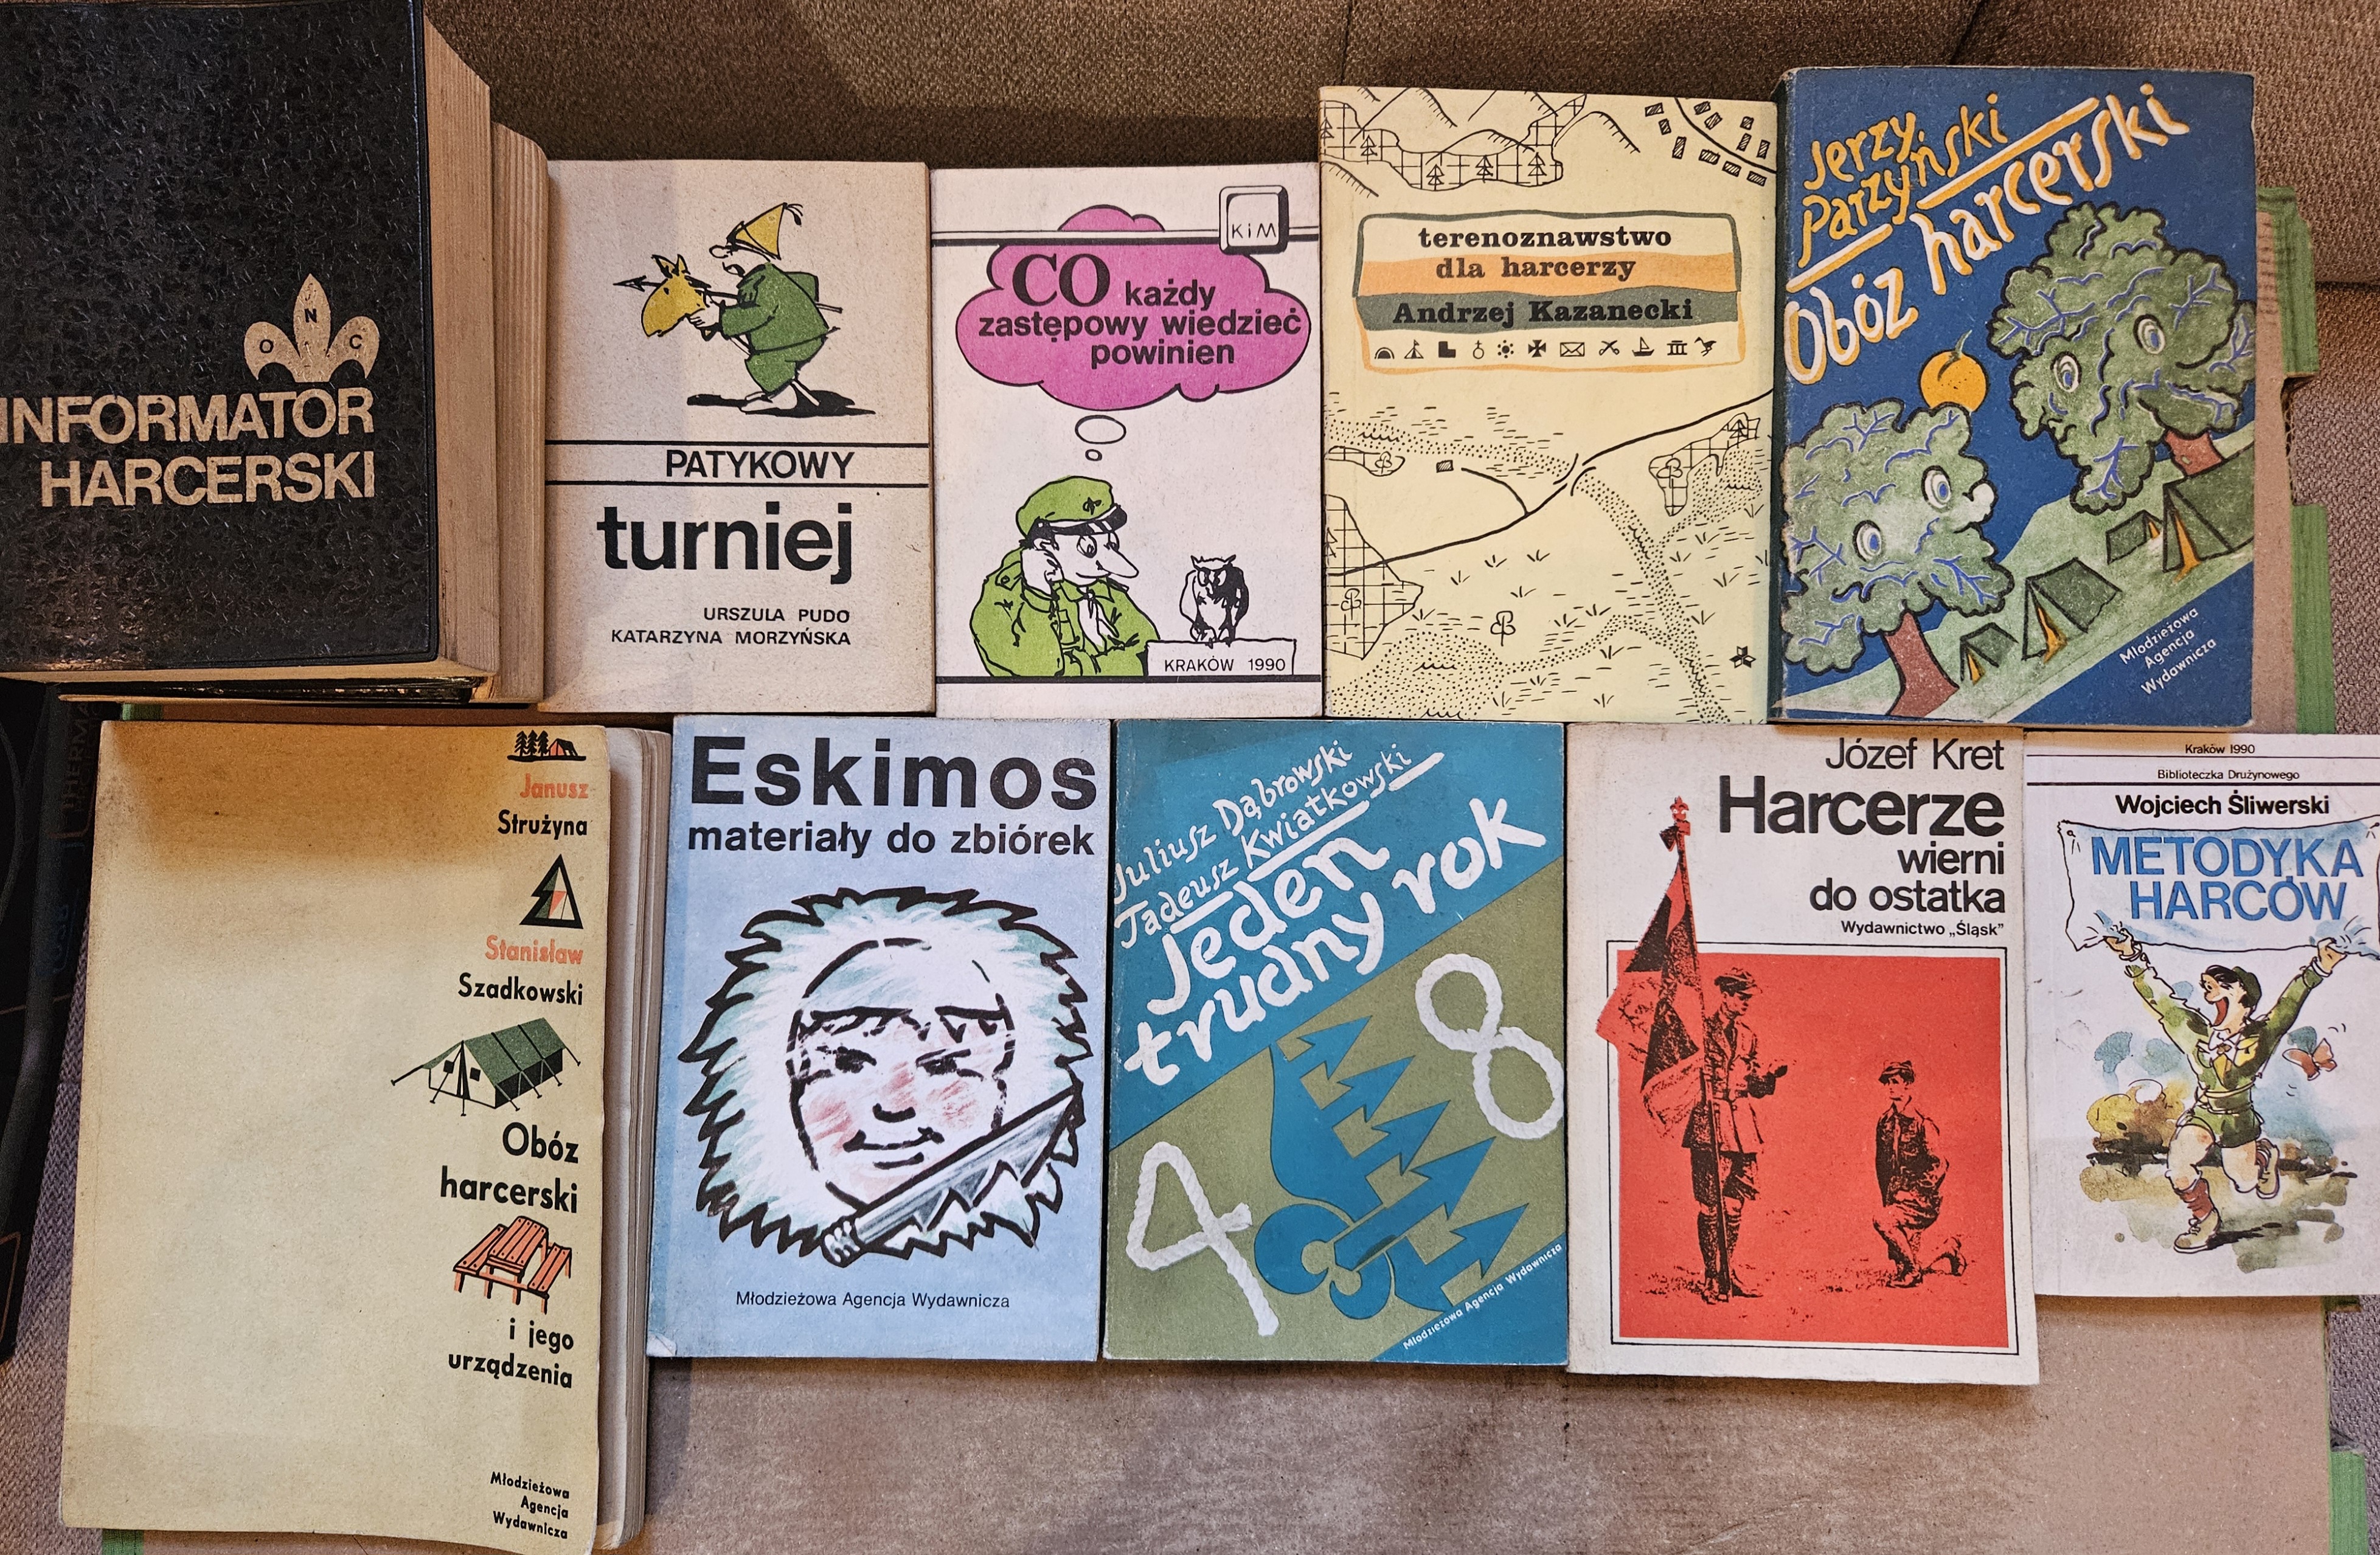 O N C
INFORMATOR
HARCERSKI
PATYKOWY
turniej
URSZULA PUDO
KATARZYNA MORZYŃSKA
KiM
CO każdy
zastępowy wiedzieć
powinien
KRAKÓW 1990
terenoznawstwo
dla harcerzy
Andrzej Kazanecki
Jerzy
Parzyński
Obóz harcerski
Młodzieżowa
Agencja
Wydawnicza
Janusz
Strużyna
Stanisław
Szadkowski
Obóz
harcerski
i jego
urządzenia
Młodzieżowa
Agencja
Wydawnicza
Eskimos
materiały do zbiórek
Młodzieżowa Agencja Wydawnicza
Juliusz Dąbrowski
Tadeusz Kwiatkowski
Jeden
trudny rok
48
Młodzieżowa Agencja Wydawnicza
Józef Kret
Harcerze
wierni
do ostatka
Wydawnictwo „Śląsk”
Kraków 1990
Biblioteczka Drużynowego
Wojciech Śliwerski
METODYKA
HARCÓW